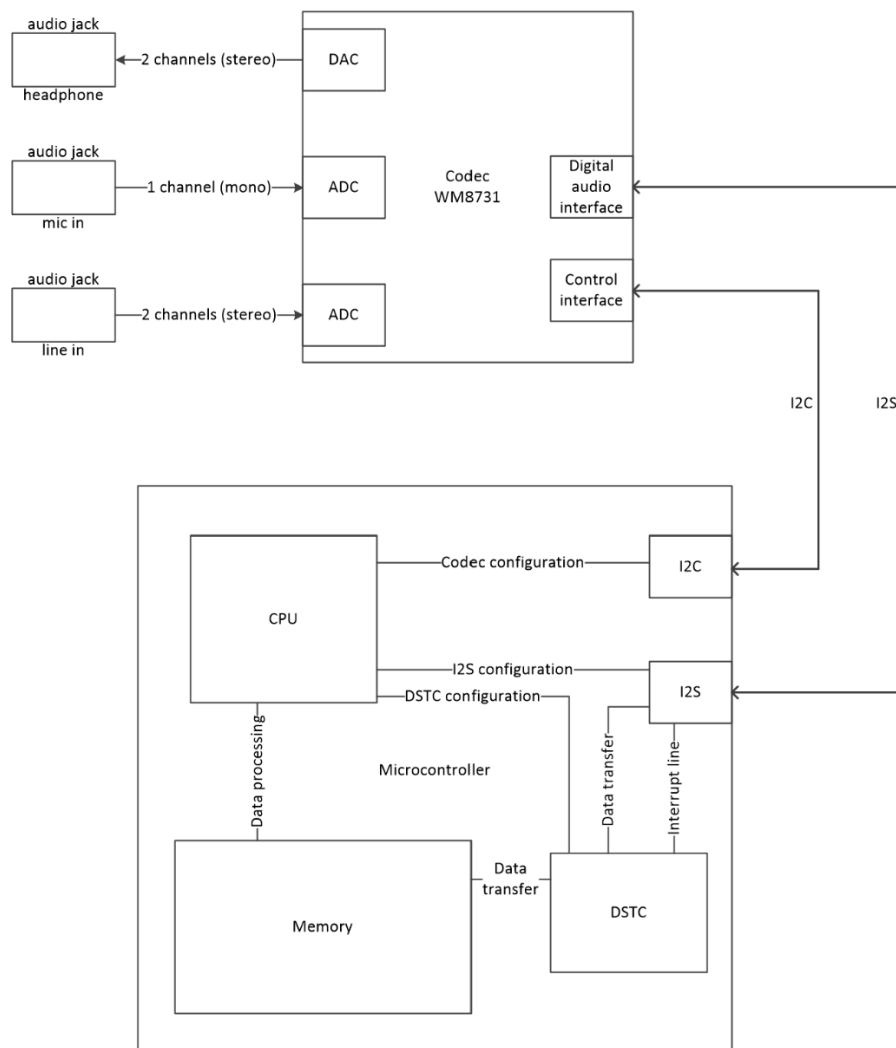 audio jack
2 channels (stereo)
DAC
headphone
audio jack
1 channel (mono)
ADC
mic in
Codec
WM8731
Digital
audio
interface
audio jack
2 channels (stereo)
ADC
line in
Control
interface
I2C
I2S
Codec configuration
I2C
CPU
I2S configuration
I2S
DSTC configuration
Data processing
Microcontroller
Data transfer
Interrupt line
Data
transfer
Memory
DSTC